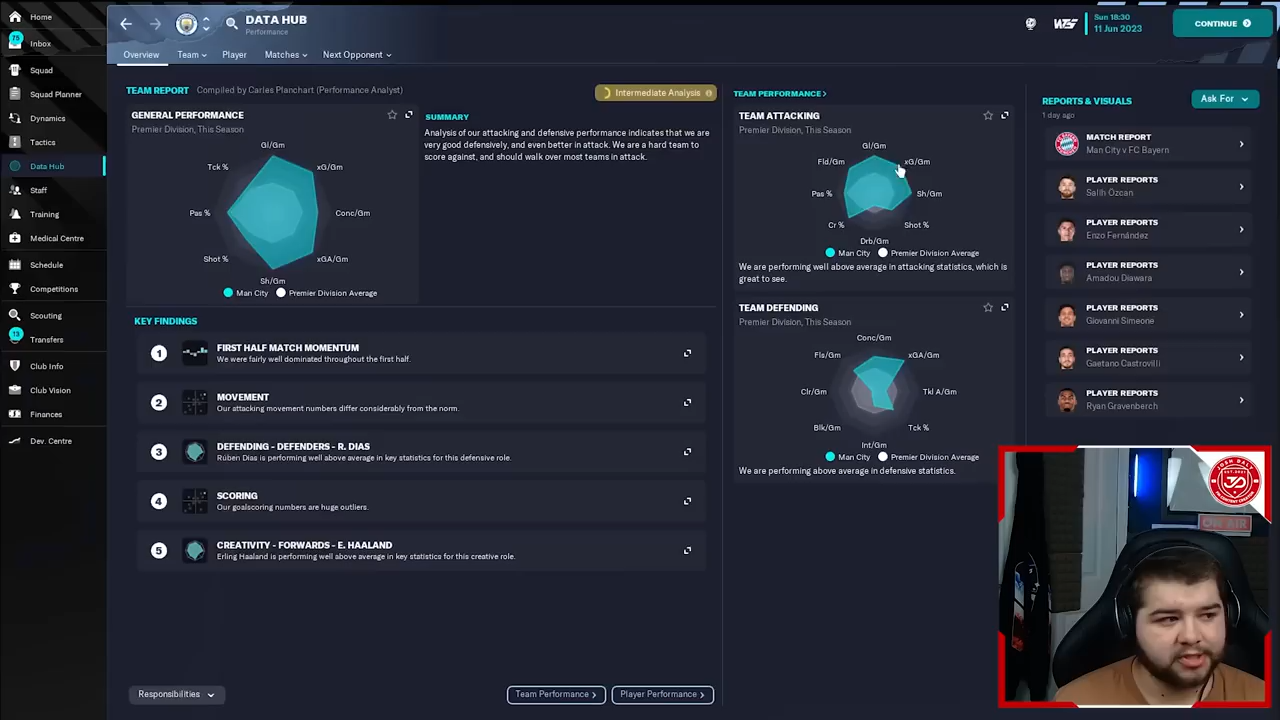 Home
75
Inbox
Squad
Squad Planner
Dynamics
Tactics
Data Hub
Staff
Training
Medical Centre
Schedule
Competitions
Scouting
13
Transfers
Club Info
Club Vision
Finances
Dev. Centre
DATA HUB
Performance
Sun 18:30
11 Jun 2023
CONTINUE
Overview
Team
Player
Matches
Next Opponent
TEAM REPORT Compiled by Carles Planchart (Performance Analyst)
Intermediate Analysis
GENERAL PERFORMANCE
Premier Division, This Season
Gl/Gm
Tck % xG/Gm
Pas % Conc/Gm
Shot % xGA/Gm
Sh/Gm
Man City Premier Division Average
SUMMARY
Analysis of our attacking and defensive performance indicates that we are
very good defensively, and even better in attack. We are a hard team to
score against, and should walk over most teams in attack.
KEY FINDINGS
1
FIRST HALF MATCH MOMENTUM
We were fairly well dominated throughout the first half.
2
MOVEMENT
Our attacking movement numbers differ considerably from the norm.
3
DEFENDING - DEFENDERS - R. DIAS
Rúben Dias is performing well above average in key statistics for this defensive role.
4
SCORING
Our goalscoring numbers are huge outliers.
5
CREATIVITY - FORWARDS - E. HAALAND
Erling Haaland is performing well above average in key statistics for this creative role.
Responsibilities
Team Performance
Player Performance
TEAM PERFORMANCE
TEAM ATTACKING
Premier Division, This Season
Gl/Gm
Fld/Gm xG/Gm
Pas % Sh/Gm
Cr % Shot %
Drb/Gm
Man City Premier Division Average
We are performing well above average in attacking statistics, which is
great to see.
TEAM DEFENDING
Premier Division, This Season
Conc/Gm
Fls/Gm xGA/Gm
Clr/Gm Tkl A/Gm
Blk/Gm Tck %
Int/Gm
Man City Premier Division Average
We are performing above average in defensive statistics.
REPORTS & VISUALS
1 day ago
Ask For
MATCH REPORT
Man City v FC Bayern
PLAYER REPORTS
Salih Özcan
PLAYER REPORTS
Enzo Fernández
PLAYER REPORTS
Amadou Diawara
PLAYER REPORTS
Giovanni Simeone
PLAYER REPORTS
Gaetano Castrovilli
PLAYER REPORTS
Ryan Gravenberch
JOSH DALY
JD
ON AIR